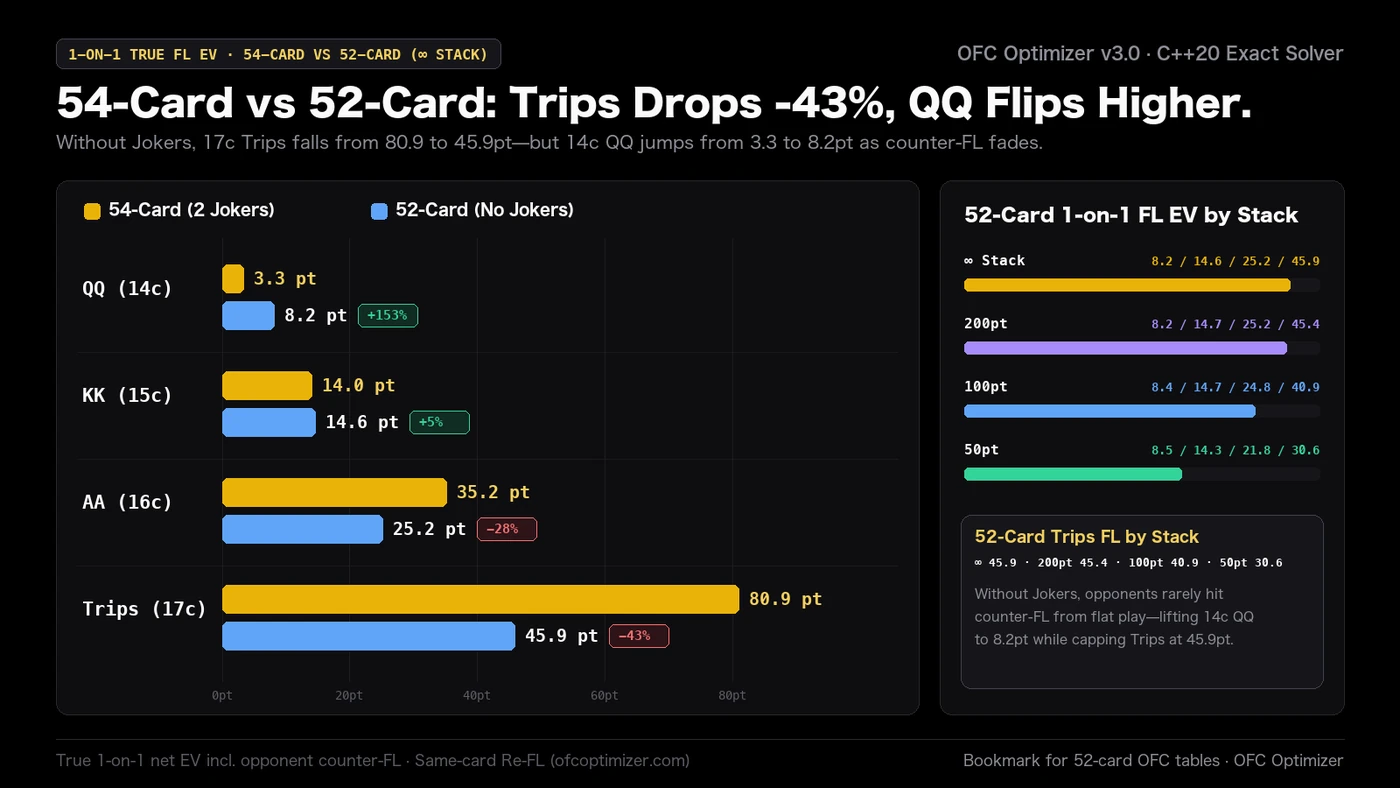 1–ON–1 TRUE FL EV · 54–CARD VS 52–CARD (∞ STACK)
OFC Optimizer v3.0 · C++20 Exact Solver
54-Card vs 52-Card: Trips Drops -43%, QQ Flips Higher.
Without Jokers, 17c Trips falls from 80.9 to 45.9pt—but 14c QQ jumps from 3.3 to 8.2pt as counter-FL fades.
54-Card (2 Jokers)
52-Card (No Jokers)
QQ (14c)
3.3 pt
8.2 pt
+153%
KK (15c)
14.0 pt
14.6 pt
+5%
AA (16c)
35.2 pt
25.2 pt
−28%
Trips (17c)
80.9 pt
45.9 pt
−43%
0pt
20pt
40pt
60pt
80pt
52-Card 1-on-1 FL EV by Stack
∞ Stack
8.2 / 14.6 / 25.2 / 45.9
200pt
8.2 / 14.7 / 25.2 / 45.4
100pt
8.4 / 14.7 / 24.8 / 40.9
50pt
8.5 / 14.3 / 21.8 / 30.6
52-Card Trips FL by Stack
∞ 45.9 · 200pt 45.4 · 100pt 40.9 · 50pt 30.6
Without Jokers, opponents rarely hit
counter-FL from flat play—lifting 14c QQ
to 8.2pt while capping Trips at 45.9pt.
True 1-on-1 net EV incl. opponent counter-FL · Same-card Re-FL (ofcoptimizer.com)
Bookmark for 52-card OFC tables · OFC Optimizer